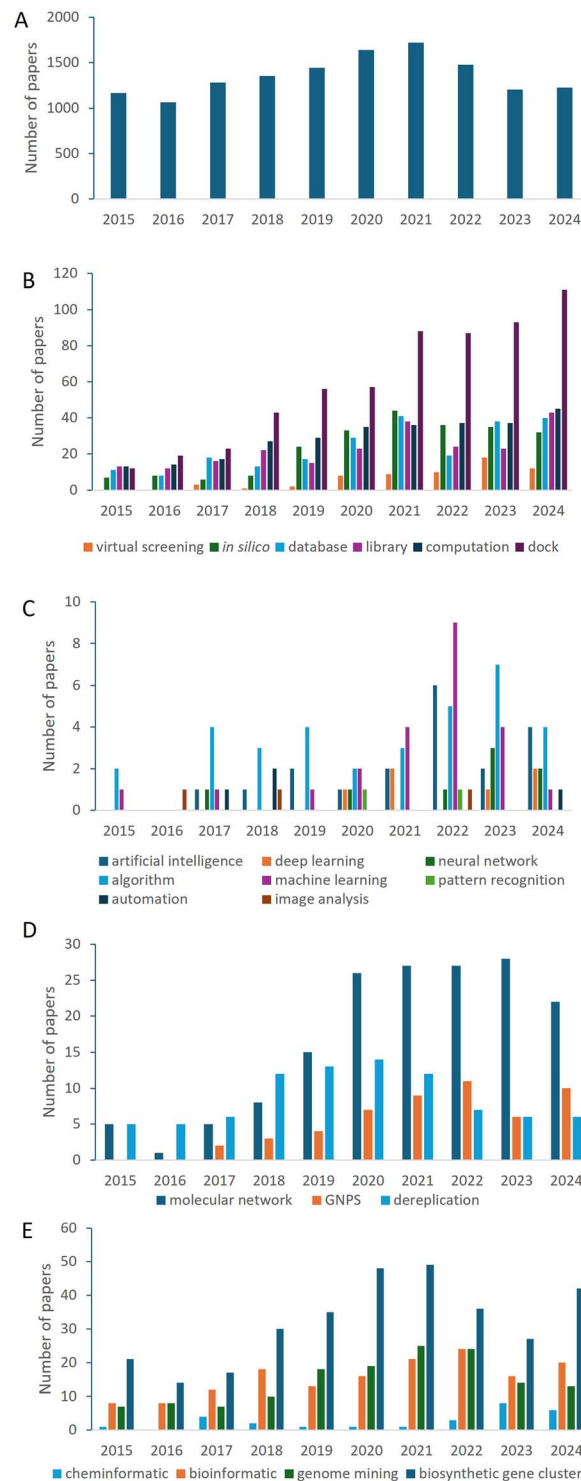 A
Number of papers
2000
1500
1000
500
0
2015 2016 2017 2018 2019 2020 2021 2022 2023 2024
B
Number of papers
120
100
80
60
40
20
0
2015 2016 2017 2018 2019 2020 2021 2022 2023 2024
virtual screening in silico database library computation dock
C
Number of papers
10
8
6
4
2
0
2015 2016 2017 2018 2019 2020 2021 2022 2023 2024
artificial intelligence deep learning neural network
algorithm machine learning pattern recognition
automation image analysis
D
Number of papers
30
25
20
15
10
5
0
2015 2016 2017 2018 2019 2020 2021 2022 2023 2024
molecular network GNPS dereplication
E
Number of papers
60
50
40
30
20
10
0
2015 2016 2017 2018 2019 2020 2021 2022 2023 2024
cheminformatic bioinformatic genome mining biosynthetic gene cluster